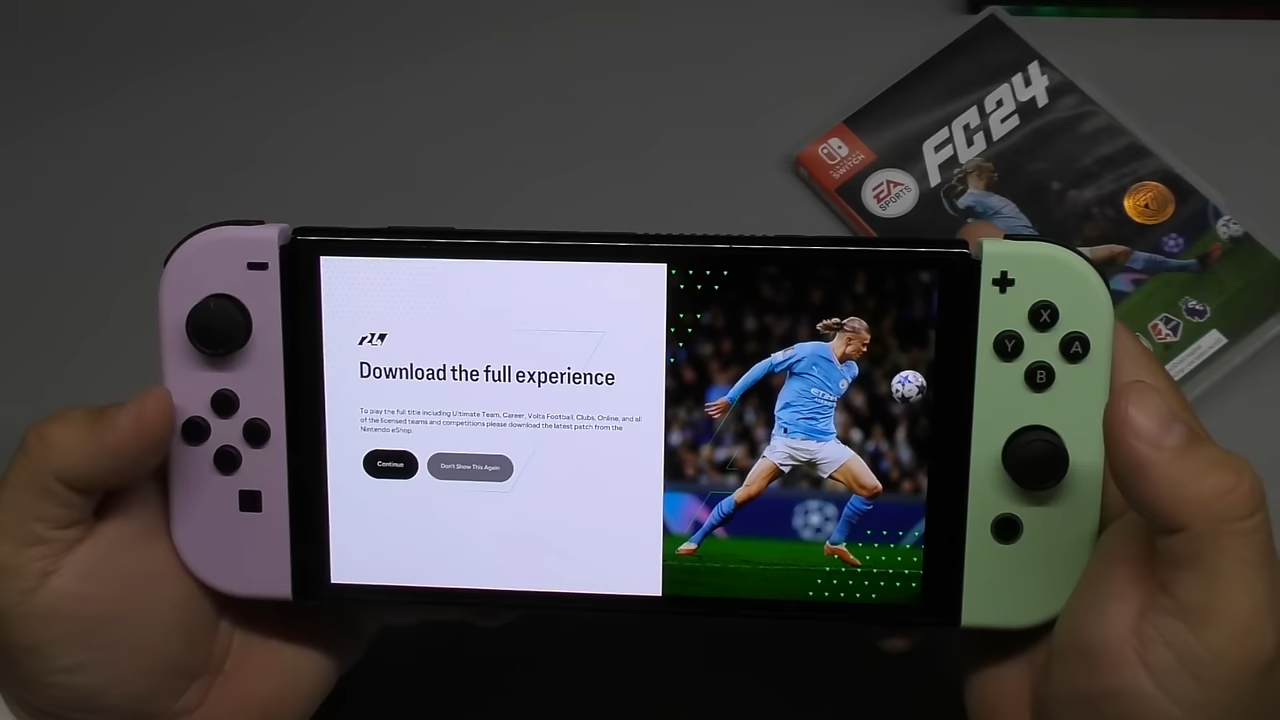 FC24
NINTENDO
SWITCH
EA
SPORTS
24
Download the full experience
To play the full title including Ultimate Team, Career, Volta Football, Clubs, Online, and all
of the licensed teams and competitions please download the latest patch from the
Nintendo eShop.
Continue
Don't Show This Again
X
Y
A
B